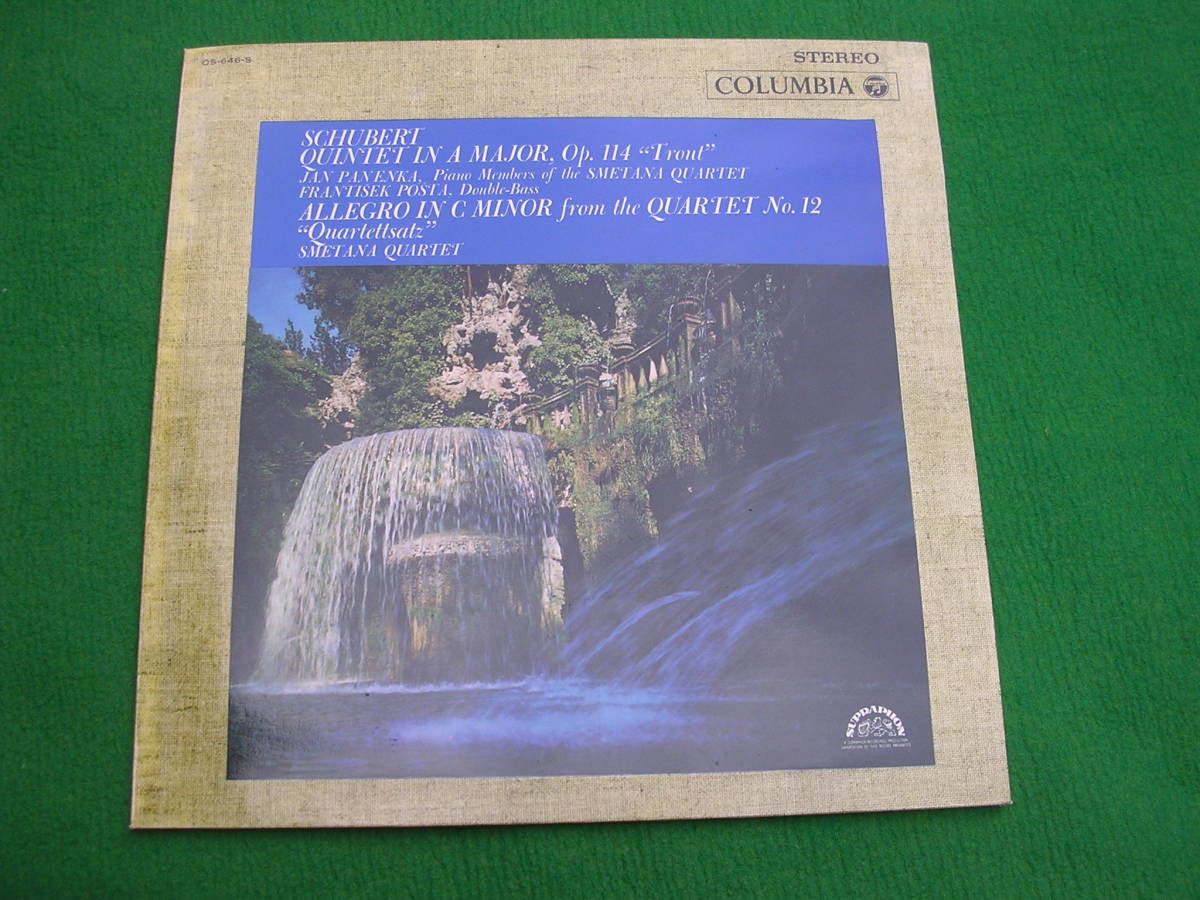 OS-646-S
STEREO
COLUMBIA
SCHUBERT
QUINTET IN A MAJOR, Op. 114 “Trout”
JAN PANENKA, Piano Members of the SMETANA QUARTET
FRANTISEK POSTA, Double-Bass
ALLEGRO IN C MINOR from the QUARTET No. 12
“Quartettsatz”
SMETANA QUARTET
SUPRAPHON